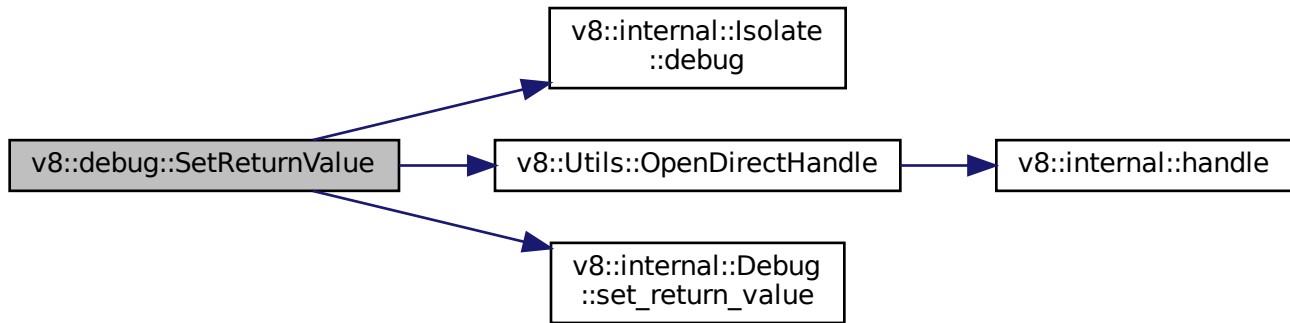 v8::internal::Isolate
::debug
v8::debug::SetReturnValue
v8::Utils::OpenDirectHandle
v8::internal::handle
v8::internal::Debug
::set_return_value